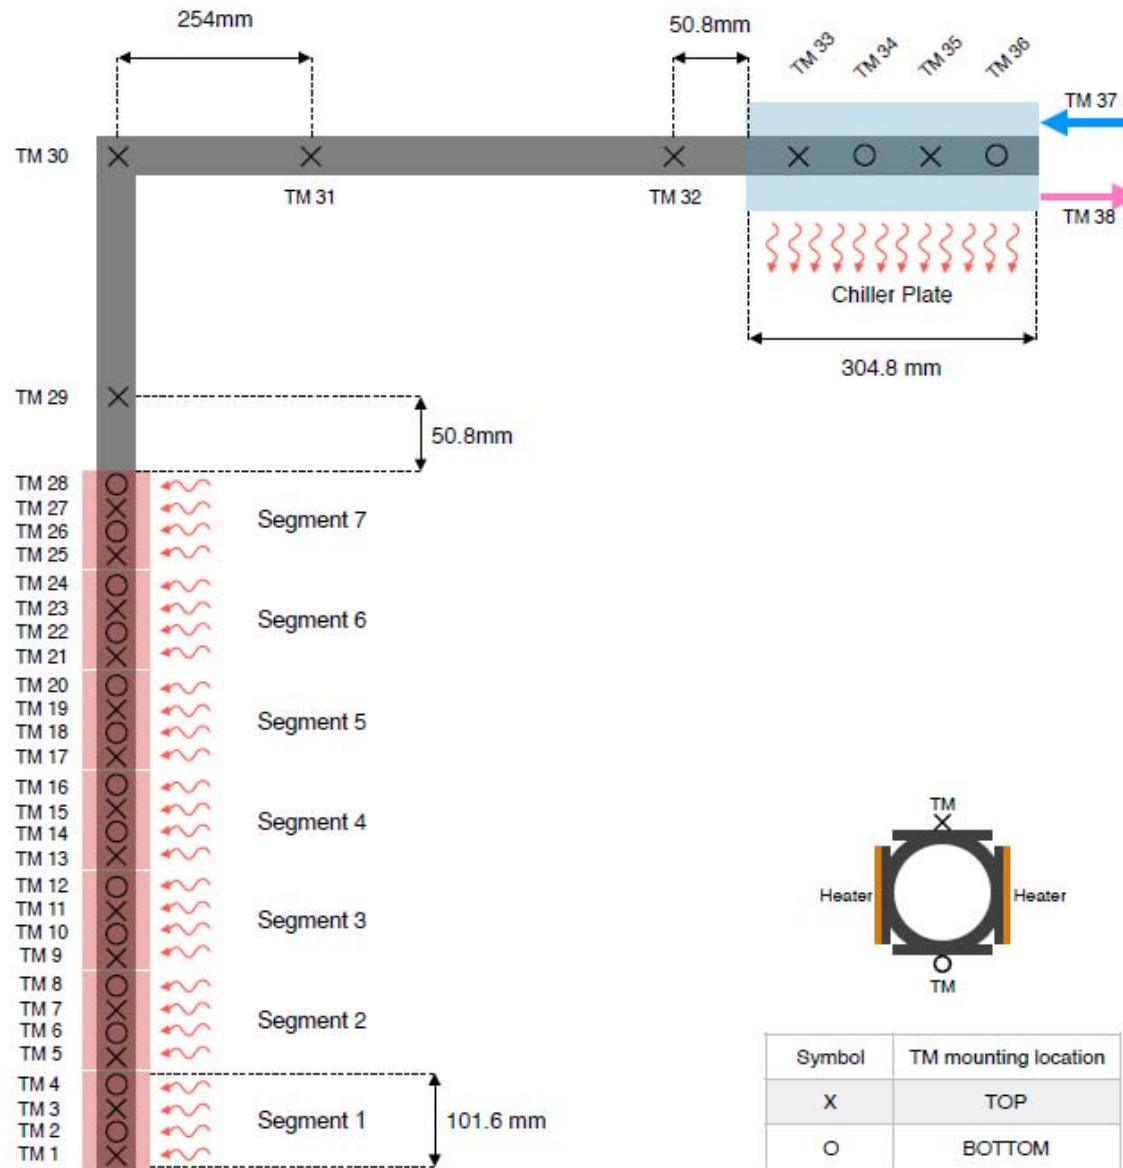 254mm
50.8mm
TM 33
TM 34
TM 35
TM 36
TM 37
TM 30
TM 31
TM 32
TM 38
Chiller Plate
304.8 mm
TM 29
50.8mm
TM 28
TM 27
TM 26
TM 25
Segment 7
TM 24
TM 23
TM 22
TM 21
Segment 6
TM 20
TM 19
TM 18
TM 17
Segment 5
TM 16
TM 15
TM 14
TM 13
Segment 4
TM 12
TM 11
TM 10
TM 9
Segment 3
TM 8
TM 7
TM 6
TM 5
Segment 2
TM 4
TM 3
TM 2
TM 1
Segment 1
101.6 mm
TM
Heater
Heater
TM
Symbol TM mounting location
X TOP
O BOTTOM